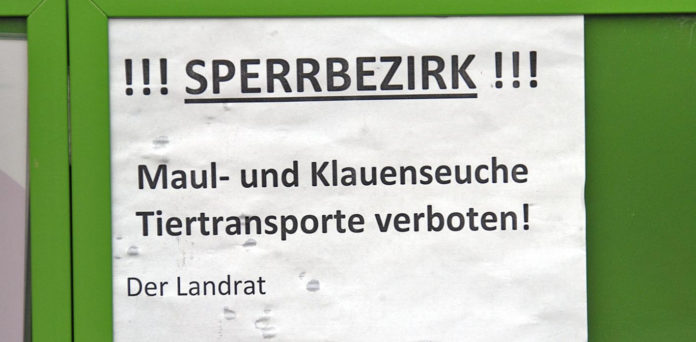 !!! SPERRBEZIRK !!!
Maul- und Klauenseuche
Tiertransporte verboten!
Der Landrat